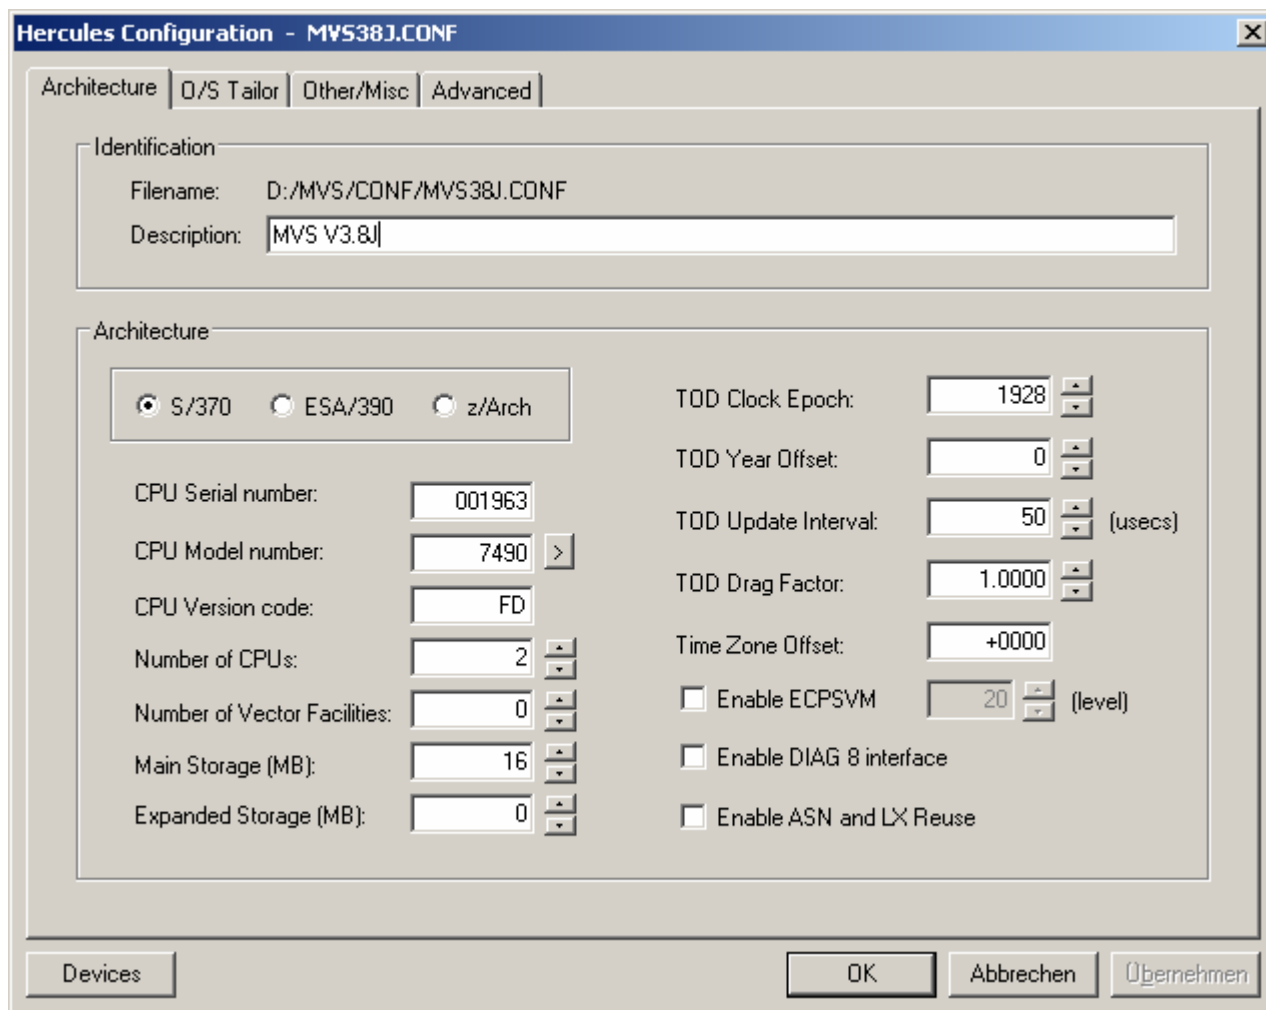 Hercules Configuration - MVS38J.CONF
Architecture O/S Tailor Other/Misc Advanced
Identification
Filename: D:/MVS/CONF/MVS38J.CONF
Description: MVS V3.8J
Architecture
S/370 ESA/390 z/Arch
CPU Serial number: 001963
CPU Model number: 7490 >
CPU Version code: FD
Number of CPUs: 2
Number of Vector Facilities: 0
Main Storage (MB): 16
Expanded Storage (MB): 0
TOD Clock Epoch: 1928
TOD Year Offset: 0
TOD Update Interval: 50 (usecs)
TOD Drag Factor: 1.0000
Time Zone Offset: +0000
Enable ECPSVM 20 (level)
Enable DIAG 8 interface
Enable ASN and LX Reuse
Devices OK Abbrechen Übernehmen